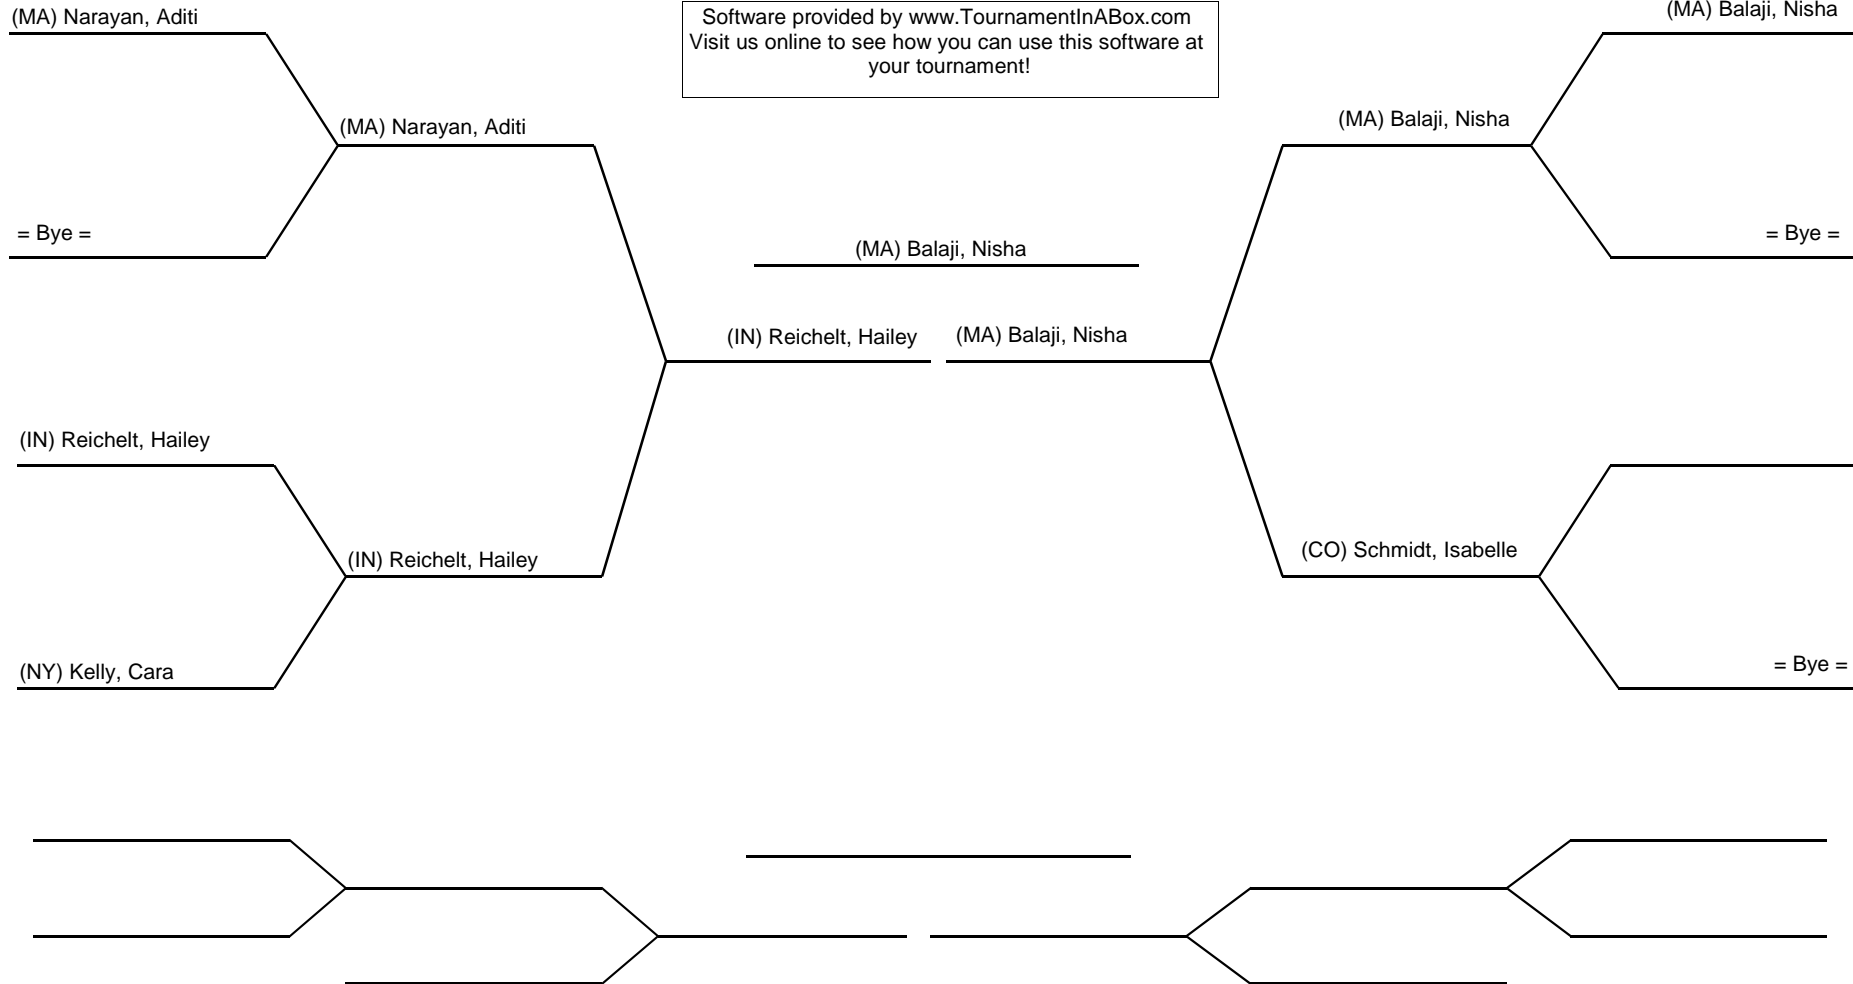 (MA) Narayan, Aditi
Software provided by www.TournamentInABox.com
Visit us online to see how you can use this software at
your tournament!
(MA) Balaji, Nisha
(MA) Narayan, Aditi
(MA) Balaji, Nisha
= Bye =
(MA) Balaji, Nisha
= Bye =
(IN) Reichelt, Hailey
(MA) Balaji, Nisha
(IN) Reichelt, Hailey
(IN) Reichelt, Hailey
(CO) Schmidt, Isabelle
(NY) Kelly, Cara
= Bye =